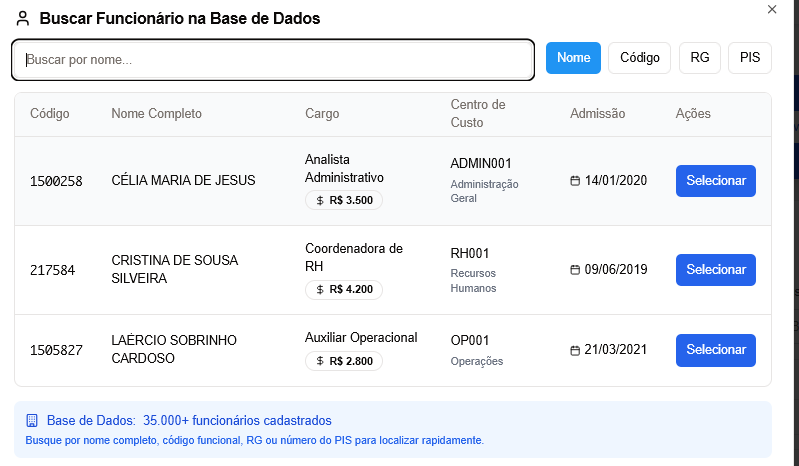 Buscar Funcionário na Base de Dados
Buscar por nome...
Nome
Código
RG
PIS
Código
Nome Completo
Cargo
Centro de
Custo
Admissão
Ações
1500258
CÉLIA MARIA DE JESUS
Analista
Administrativo
$ R$ 3.500
ADMIN001
Administração
Geral
14/01/2020
Selecionar
217584
CRISTINA DE SOUSA
SILVEIRA
Coordenadora de
RH
$ R$ 4.200
RH001
Recursos
Humanos
09/06/2019
Selecionar
1505827
LAÉRCIO SOBRINHO
CARDOSO
Auxiliar Operacional
$ R$ 2.800
OP001
Operações
21/03/2021
Selecionar
Base de Dados: 35.000+ funcionários cadastrados
Busque por nome completo, código funcional, RG ou número do PIS para localizar rapidamente.